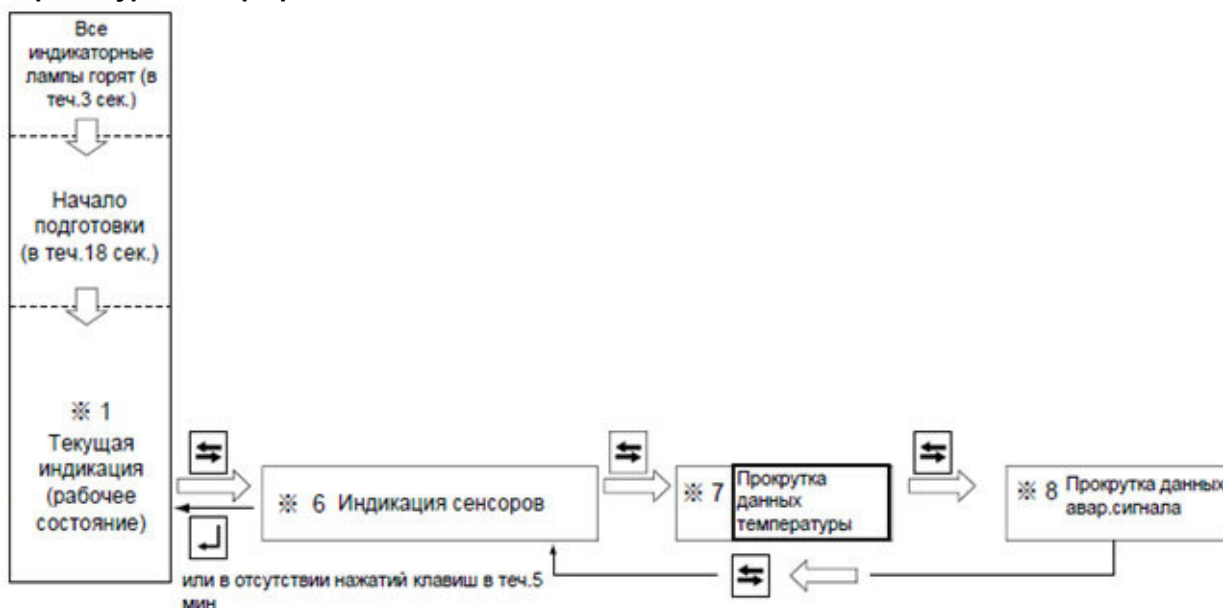 Все
индикаторные
лампы горят (в
теч.3 сек.)
Начало
подготовки
(в теч.18 сек.)
※ 1
Текущая
индикация
(рабочее
состояние)
※ 6 Индикация сенсоров
※ 7
Прокрутка
данных
температуры
※ 8 Прокрутка данных
авар.сигнала
или в отсутствии нажатий клавиш в теч.5
мин